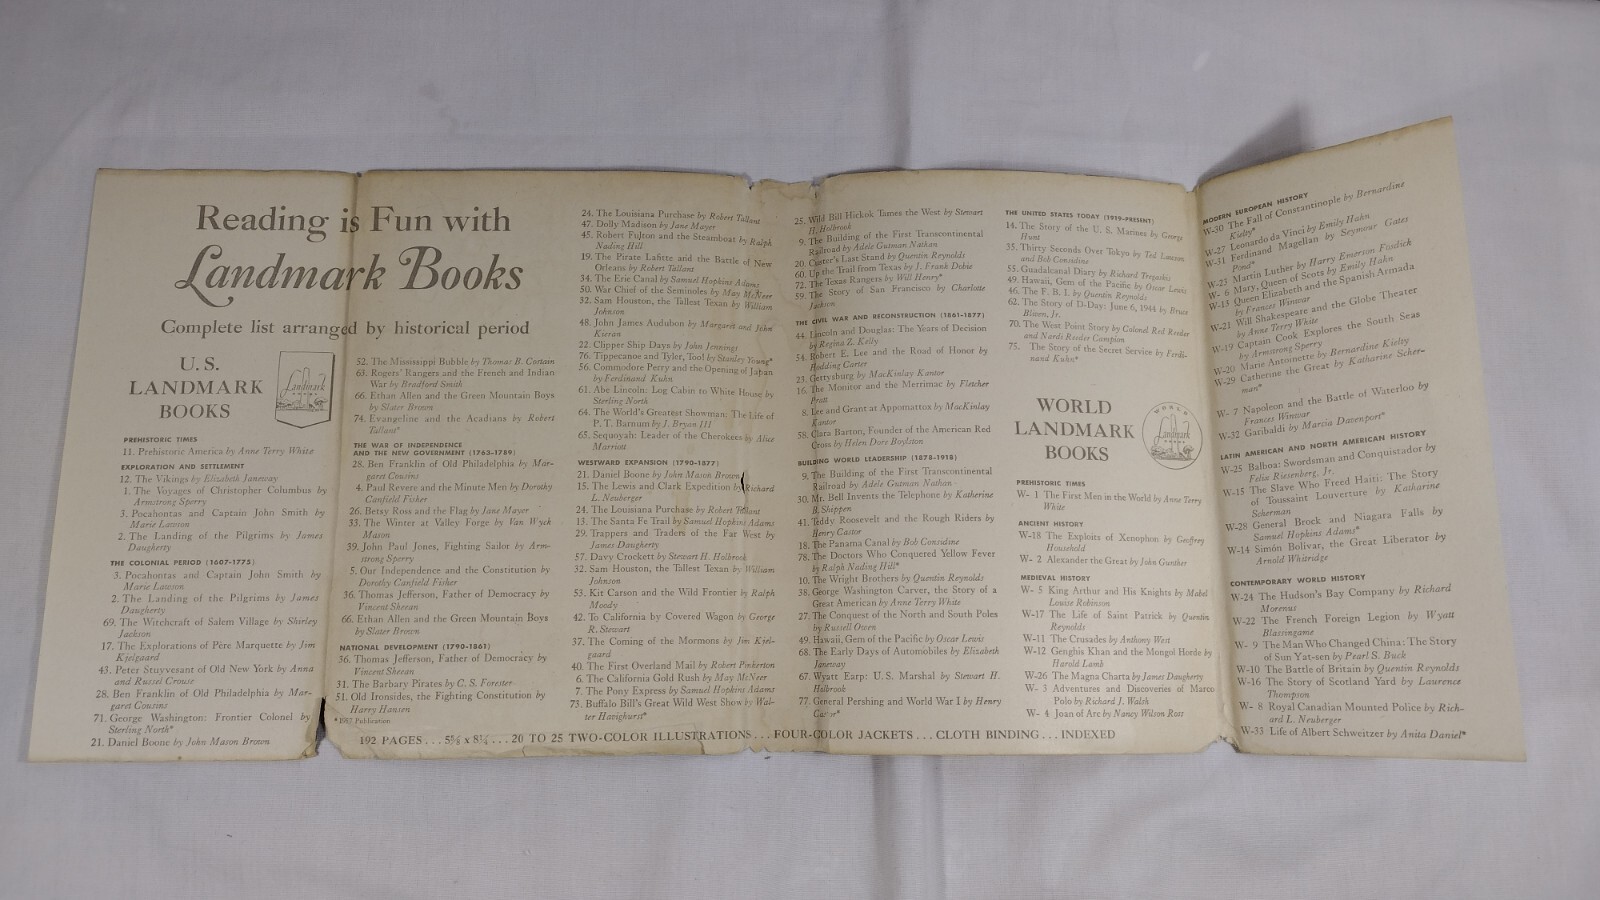 Reading is Fun with
Landmark Books
Complete list arranged by historical period
U.S.
LANDMARK
BOOKS
Landmark
PREHISTORIC TIMES
11. Prehistoric America by Anne Terry White
EXPLORATION AND SETTLEMENT
12. The Vikings by Elizabeth Janeway
1. The Voyages of Christopher Columbus by
Armstrong Sperry
3. Pocahontas and Captain John Smith by
Marie Lawson
2. The Landing of the Pilgrims by James
Daugherty
THE COLONIAL PERIOD (1607-1775)
3. Pocahontas and Captain John Smith by
Marie Lawson
2. The Landing of the Pilgrims by James
Daugherty
69. The Witchcraft of Salem Village by Shirley
Jackson
17. The Explorations of Père Marquette by Jim
Kjelgaard
43. Peter Stuyvesant of Old New York by Anna
and Russel Crouse
28. Ben Franklin of Old Philadelphia by Mar-
garet Cousins
71. George Washington: Frontier Colonel by
Sterling North*
21. Daniel Boone by John Mason Brown
52. The Mississippi Bubble by Thomas B. Costain
63. Rogers' Rangers and the French and Indian
War by Bradford Smith
66. Ethan Allen and the Green Mountain Boys
by Slater Brown
74. Evangeline and the Acadians by Robert
Tallant*
THE WAR OF INDEPENDENCE
AND THE NEW GOVERNMENT (1763-1789)
28. Ben Franklin of Old Philadelphia by Mar-
garet Cousins
4. Paul Revere and the Minute Men by Dorothy
Canfield Fisher
26. Betsy Ross and the Flag by Jane Mayer
33. The Winter at Valley Forge by Van Wyck
Mason
39. John Paul Jones, Fighting Sailor by Arm-
strong Sperry
5. Our Independence and the Constitution by
Dorothy Canfield Fisher
36. Thomas Jefferson, Father of Democracy by
Vincent Sheean
66. Ethan Allen and the Green Mountain Boys
by Slater Brown
NATIONAL DEVELOPMENT (1790-1861)
36. Thomas Jefferson, Father of Democracy by
Vincent Sheean
31. The Barbary Pirates by C. S. Forester
51. Old Ironsides, the Fighting Constitution by
Harry Hansen
*1957 Publication
24. The Louisiana Purchase by Robert Tallant
47. Dolly Madison by Jane Mayer
45. Robert Fulton and the Steamboat by Ralph
Nading Hill
19. The Pirate Lafitte and the Battle of New
Orleans by Robert Tallant
34. The Erie Canal by Samuel Hopkins Adams
50. War Chief of the Seminoles by May McNeer
32. Sam Houston, the Tallest Texan by William
Johnson
48. John James Audubon by Margaret and John
Kieran
22. Clipper Ship Days by John Jennings
76. Tippecanoe and Tyler, Too! by Stanley Young*
56. Commodore Perry and the Opening of Japan
by Ferdinand Kuhn
61. Abe Lincoln: Log Cabin to White House by
Sterling North
64. The World's Greatest Showman: The Life of
P. T. Barnum by J. Bryan III
65. Sequoyah: Leader of the Cherokees by Alice
Marriott
WESTWARD EXPANSION (1790-1877)
21. Daniel Boone by John Mason Brown
15. The Lewis and Clark Expedition by Richard
L. Neuberger
24. The Louisiana Purchase by Robert Tallant
13. The Santa Fe Trail by Samuel Hopkins Adams
29. Trappers and Traders of the Far West by
James Daugherty
57. Davy Crockett by Stewart H. Holbrook
32. Sam Houston, the Tallest Texan by William
Johnson
53. Kit Carson and the Wild Frontier by Ralph
Moody
42. To California by Covered Wagon by George
R. Stewart
37. The Coming of the Mormons by Jim Kjel-
gaard
40. The First Overland Mail by Robert Pinkerton
6. The California Gold Rush by May McNeer
7. The Pony Express by Samuel Hopkins Adams
73. Buffalo Bill's Great Wild West Show by Wal-
ter Havighurst*
25. Wild Bill Hickok Tames the West by Stewart
H. Holbrook
9. The Building of the First Transcontinental
Railroad by Adele Gutman Nathan
20. Custer's Last Stand by Quentin Reynolds
60. Up the Trail from Texas by J. Frank Dobie
72. The Texas Rangers by Will Henry*
59. The Story of San Francisco by Charlotte
Jackson
THE CIVIL WAR AND RECONSTRUCTION (1861-1877)
44. Lincoln and Douglas: The Years of Decision
by Regina Z. Kelly
54. Robert E. Lee and the Road of Honor by
Hodding Carter
23. Gettysburg by MacKinlay Kantor
16. The Monitor and the Merrimac by Fletcher
Pratt
8. Lee and Grant at Appomattox by MacKinlay
Kantor
58. Clara Barton, Founder of the American Red
Cross by Helen Dore Boylston
BUILDING WORLD LEADERSHIP (1878-1918)
9. The Building of the First Transcontinental
Railroad by Adele Gutman Nathan
30. Mr. Bell Invents the Telephone by Katherine
B. Shippen
41. Teddy Roosevelt and the Rough Riders by
Henry Castor
18. The Panama Canal by Bob Considine
78. The Doctors Who Conquered Yellow Fever
by Ralph Nading Hill*
10. The Wright Brothers by Quentin Reynolds
38. George Washington Carver, the Story of a
Great American by Anne Terry White
27. The Conquest of the North and South Poles
by Russell Owen
49. Hawaii, Gem of the Pacific by Oscar Lewis
68. The Early Days of Automobiles by Elizabeth
Janeway
67. Wyatt Earp: U.S. Marshal by Stewart H.
Holbrook
77. General Pershing and World War I by Henry
Castor*
THE UNITED STATES TODAY (1919-PRESENT)
14. The Story of the U. S. Marines by George
Hunt
35. Thirty Seconds Over Tokyo by Ted Lawson
and Bob Considine
55. Guadalcanal Diary by Richard Tregaskis
49. Hawaii, Gem of the Pacific by Oscar Lewis
46. The F. B. I. by Quentin Reynolds
62. The Story of D-Day: June 6, 1944 by Bruce
Bliven, Jr.
70. The West Point Story by Colonel Red Reeder
and Nardi Reeder Campion
75. The Story of the Secret Service by Ferdi-
nand Kuhn*
WORLD
LANDMARK
BOOKS
WORLD
Landmark
BOOKS
PREHISTORIC TIMES
W- 1 The First Men in the World by Anne Terry
White
ANCIENT HISTORY
W-18 The Exploits of Xenophon by Geoffrey
Household
W- 2 Alexander the Great by John Gunther
MEDIEVAL HISTORY
W- 5 King Arthur and His Knights by Mabel
Louise Robinson
W-17 The Life of Saint Patrick by Quentin
Reynolds
W-11 The Crusades by Anthony West
W-12 Genghis Khan and the Mongol Horde by
Harold Lamb
W-26 The Magna Charta by James Daugherty
W- 3 Adventures and Discoveries of Marco
Polo by Richard J. Walsh
W- 4 Joan of Arc by Nancy Wilson Ross
MODERN EUROPEAN HISTORY
W-30 The Fall of Constantinople by Bernardine
Kielty*
W-27 Leonardo da Vinci by Emily Hahn
W-31 Ferdinand Magellan by Seymour Gates
Pond*
W-23 Martin Luther by Harry Emerson Fosdick
W- 6 Mary, Queen of Scots by Emily Hahn
W-13 Queen Elizabeth and the Spanish Armada
by Frances Winwar
W-21 Will Shakespeare and the Globe Theater
by Anne Terry White
W-19 Captain Cook Explores the South Seas
by Armstrong Sperry
W-20 Marie Antoinette by Bernardine Kielty
W-29 Catherine the Great by Katharine Scher-
man*
W- 7 Napoleon and the Battle of Waterloo by
Frances Winwar
W-32 Garibaldi by Marcia Davenport*
LATIN AMERICAN AND NORTH AMERICAN HISTORY
W-25 Balboa: Swordsman and Conquistador by
Felix Riesenberg, Jr.
W-15 The Slave Who Freed Haiti: The Story
of Toussaint Louverture by Katharine
Scherman
W-28 General Brock and Niagara Falls by
Samuel Hopkins Adams*
W-14 Simón Bolívar, the Great Liberator by
Arnold Whitridge
CONTEMPORARY WORLD HISTORY
W-24 The Hudson's Bay Company by Richard
Morenus
W-22 The French Foreign Legion by Wyatt
Blassingame
W- 9 The Man Who Changed China: The Story
of Sun Yat-sen by Pearl S. Buck
W-10 The Battle of Britain by Quentin Reynolds
W-16 The Story of Scotland Yard by Laurence
Thompson
W- 8 Royal Canadian Mounted Police by Rich-
ard L. Neuberger
W-33 Life of Albert Schweitzer by Anita Daniel*
192 PAGES... 5⅝ x 8¼ ... 20 TO 25 TWO-COLOR ILLUSTRATIONS... FOUR-COLOR JACKETS... CLOTH BINDING... INDEXED